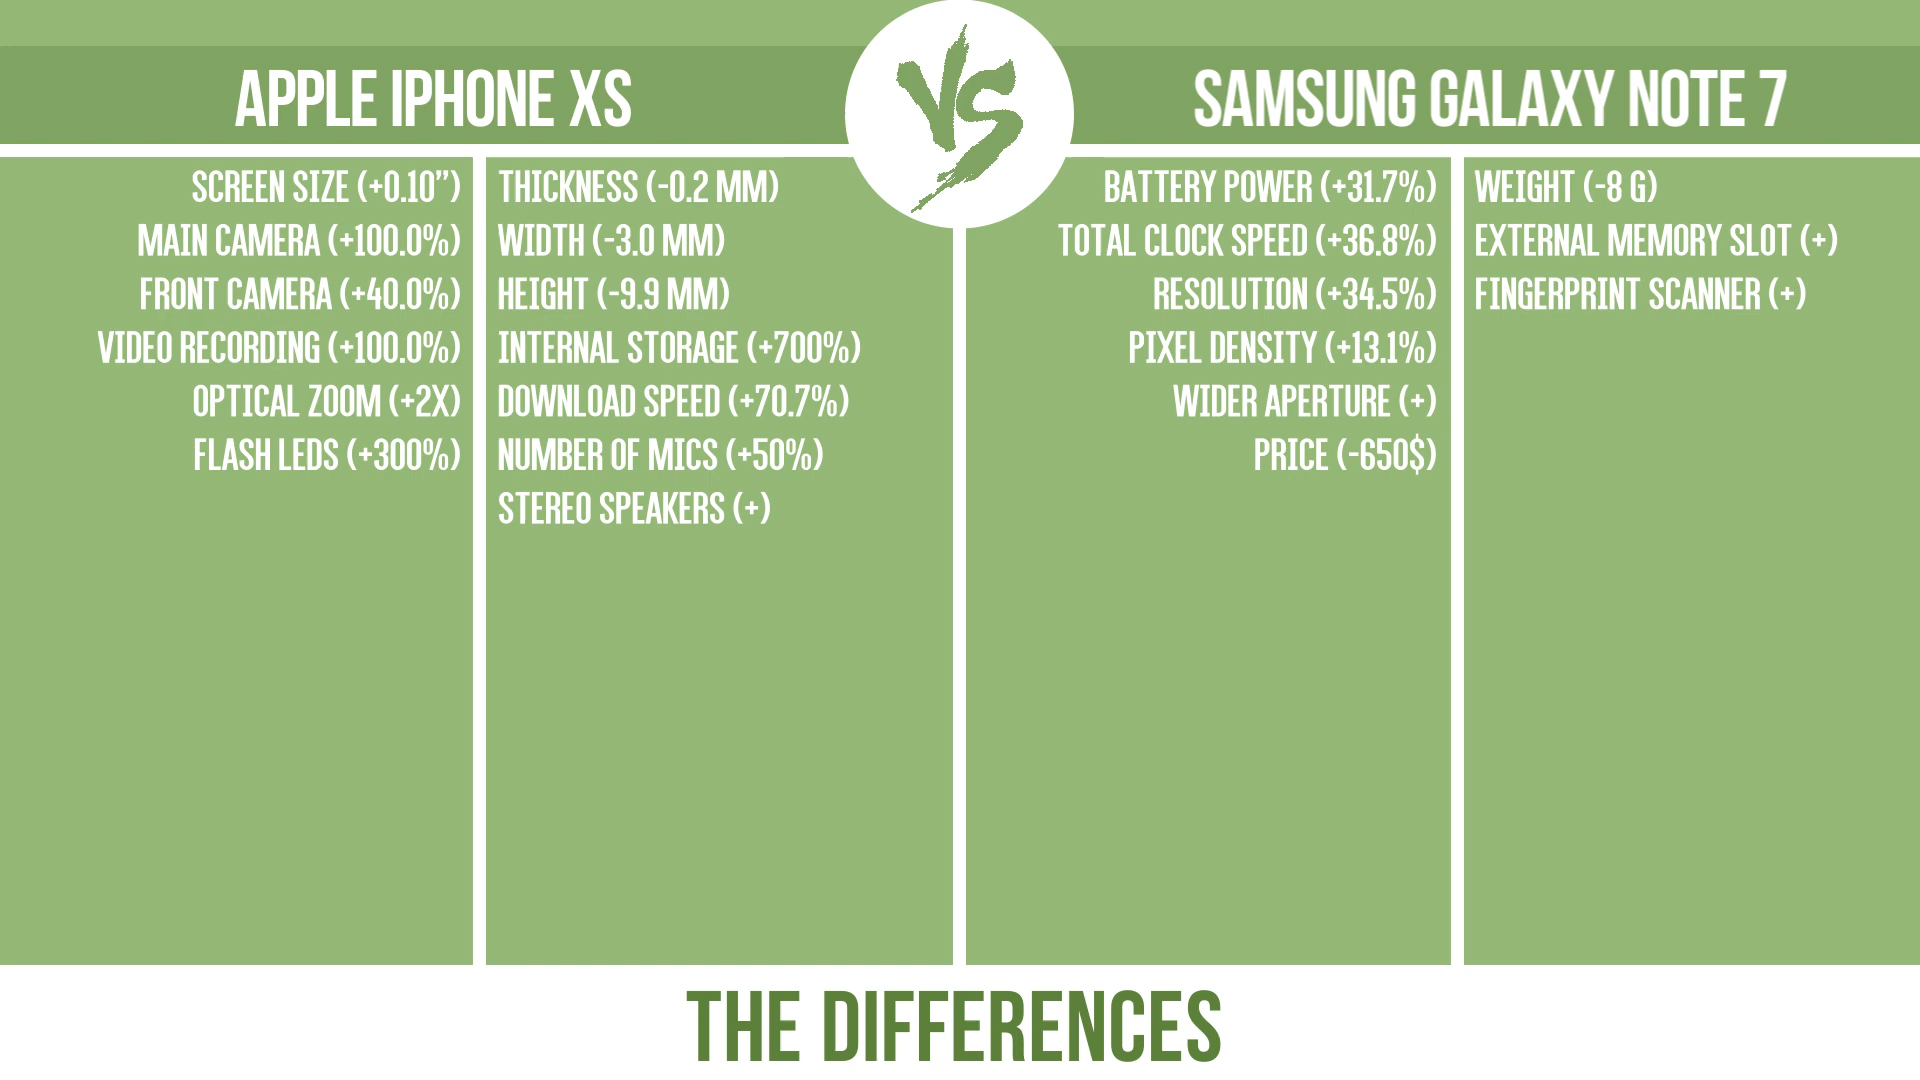 APPLE IPHONE XS
VS
SAMSUNG GALAXY NOTE 7
SCREEN SIZE (+0.10”)
MAIN CAMERA (+100.0%)
FRONT CAMERA (+40.0%)
VIDEO RECORDING (+100.0%)
OPTICAL ZOOM (+2X)
FLASH LEDS (+300%)
THICKNESS (-0.2 MM)
WIDTH (-3.0 MM)
HEIGHT (-9.9 MM)
INTERNAL STORAGE (+700%)
DOWNLOAD SPEED (+70.7%)
NUMBER OF MICS (+50%)
STEREO SPEAKERS (+)
BATTERY POWER (+31.7%)
TOTAL CLOCK SPEED (+36.8%)
RESOLUTION (+34.5%)
PIXEL DENSITY (+13.1%)
WIDER APERTURE (+)
PRICE (-650$)
WEIGHT (-8 G)
EXTERNAL MEMORY SLOT (+)
FINGERPRINT SCANNER (+)
THE DIFFERENCES